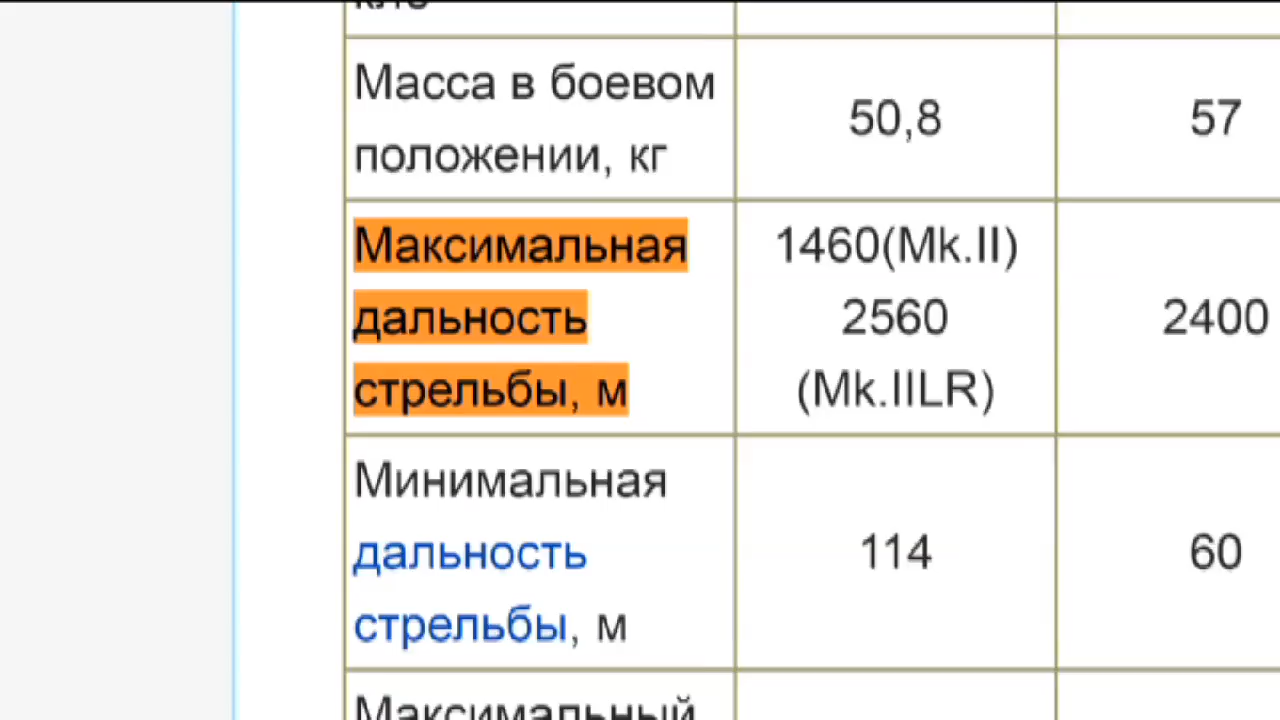 Масса в боевом
положении, кг
50,8
57
Максимальная
дальность
стрельбы, м
1460(Mk.II)
2560
(Mk.IILR)
2400
Минимальная
дальность
стрельбы, м
114
60
Максимальный